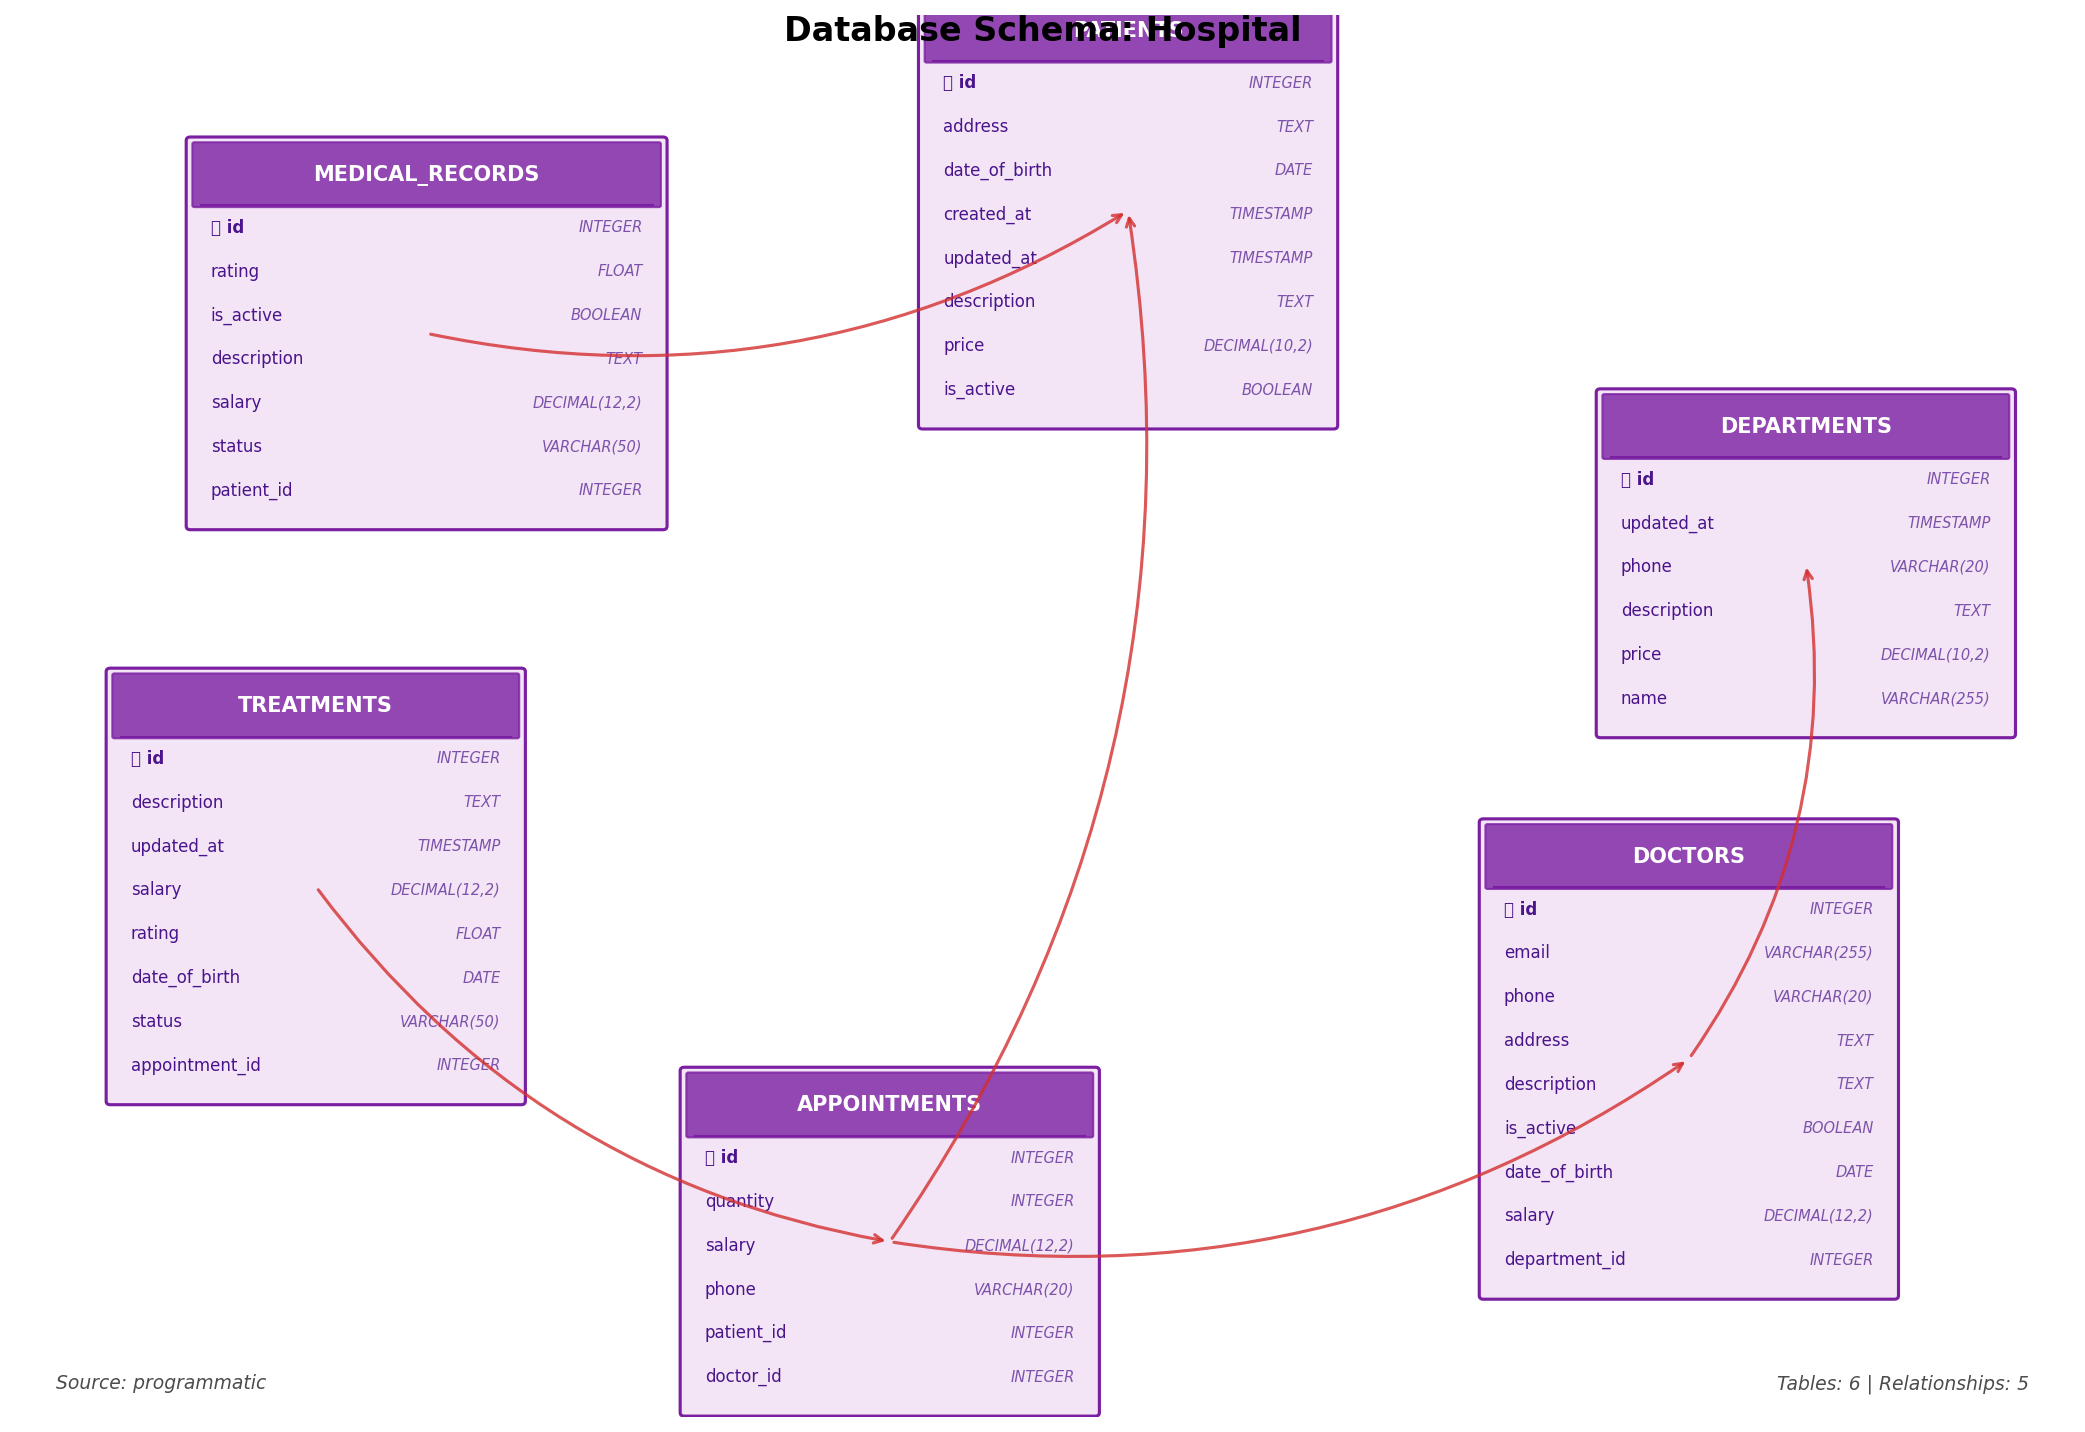 Database Schema: Hospital
PATIENTS
id INTEGER
address TEXT
date_of_birth DATE
created_at TIMESTAMP
updated_at TIMESTAMP
description TEXT
price DECIMAL(10,2)
is_active BOOLEAN
MEDICAL_RECORDS
id INTEGER
rating FLOAT
is_active BOOLEAN
description TEXT
salary DECIMAL(12,2)
status VARCHAR(50)
patient_id INTEGER
DEPARTMENTS
id INTEGER
updated_at TIMESTAMP
phone VARCHAR(20)
description TEXT
price DECIMAL(10,2)
name VARCHAR(255)
TREATMENTS
id INTEGER
description TEXT
updated_at TIMESTAMP
salary DECIMAL(12,2)
rating FLOAT
date_of_birth DATE
status VARCHAR(50)
appointment_id INTEGER
DOCTORS
id INTEGER
email VARCHAR(255)
phone VARCHAR(20)
address TEXT
description TEXT
is_active BOOLEAN
date_of_birth DATE
salary DECIMAL(12,2)
department_id INTEGER
APPOINTMENTS
id INTEGER
quantity INTEGER
salary DECIMAL(12,2)
phone VARCHAR(20)
patient_id INTEGER
doctor_id INTEGER
Source: programmatic
Tables: 6 | Relationships: 5